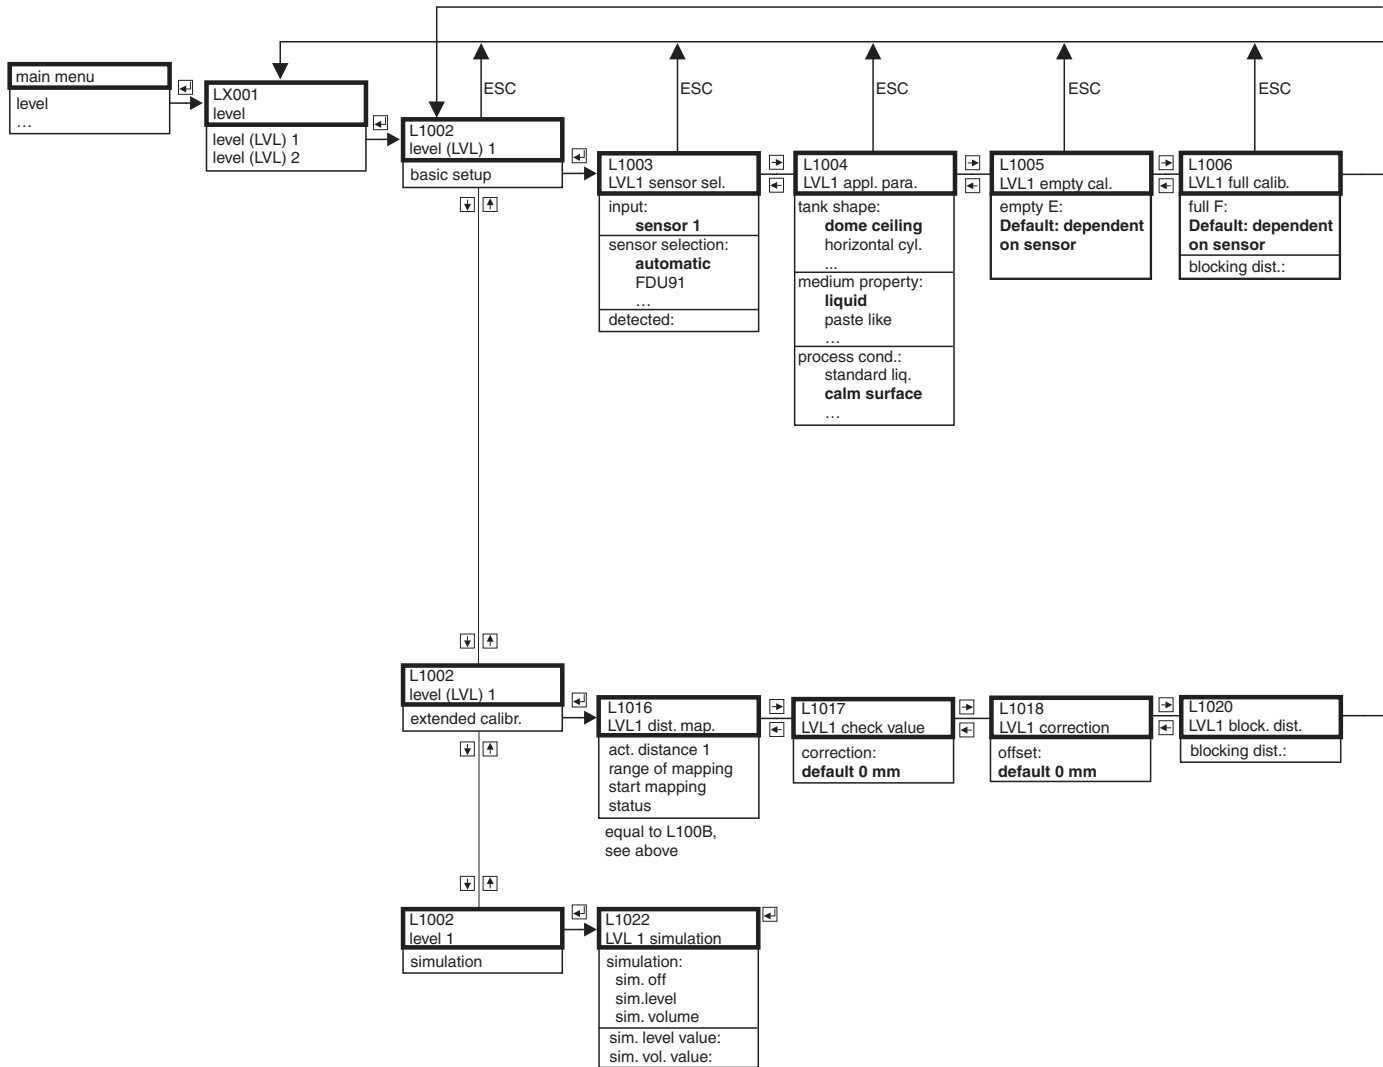 main menu
level
…
LX001
level
level (LVL) 1
level (LVL) 2
ESC
ESC
ESC
ESC
ESC
L1002
level (LVL) 1
basic setup
L1003
LVL1 sensor sel.
input:
sensor 1
sensor selection:
automatic
FDU91
…
detected:
L1004
LVL1 appl. para.
tank shape:
dome ceiling
horizontal cyl.
...
medium property:
liquid
paste like
…
process cond.:
standard liq.
calm surface
…
L1005
LVL1 empty cal.
empty E:
Default: dependent
on sensor
L1006
LVL1 full calib.
full F:
Default: dependent
on sensor
blocking dist.:
L1002
level (LVL) 1
extended calibr.
L1016
LVL1 dist. map.
act. distance 1
range of mapping
start mapping
status
equal to L100B,
see above
L1017
LVL1 check value
correction:
default 0 mm
L1018
LVL1 correction
offset:
default 0 mm
L1020
LVL1 block. dist.
blocking dist.:
L1002
level 1
simulation
L1022
LVL 1 simulation
simulation:
sim. off
sim.level
sim. volume
sim. level value:
sim. vol. value: